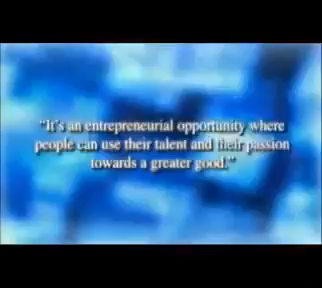 "It's an entrepreneurial opportunity where
people can use their talent and their passion
towards a greater good."